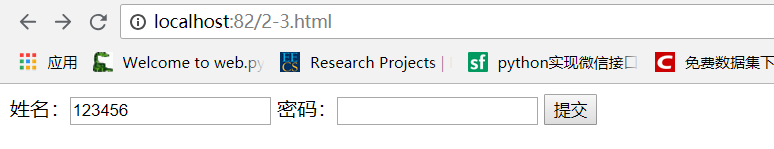 localhost:82/2-3.html
应用 Welcome to web.py EECS Research Projects | sf python实现微信接口 C 免费数据集下
姓名：123456 密码： 提交